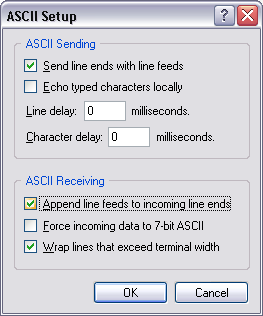 ASCII Setup
ASCII Sending
Send line ends with line feeds
Echo typed characters locally
Line delay: 0 milliseconds.
Character delay: 0 milliseconds.
ASCII Receiving
Append line feeds to incoming line ends
Force incoming data to 7-bit ASCII
Wrap lines that exceed terminal width
OK Cancel